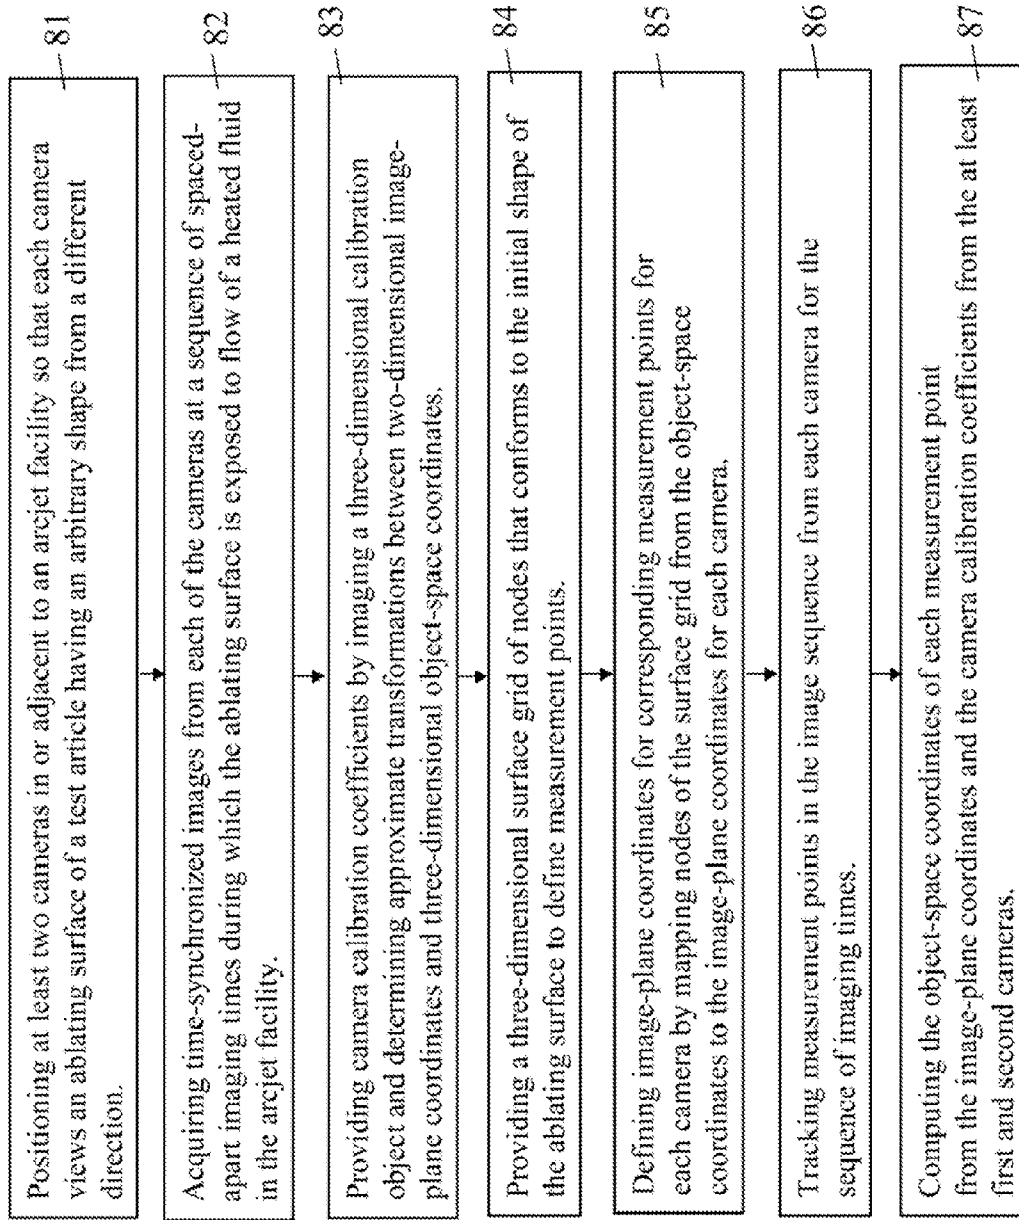 Positioning at least two cameras in or adjacent to an arcjet facility so that each camera
views an ablating surface of a test article having an arbitrary shape from a different
direction.
81
Acquiring time-synchronized images from each of the cameras at a sequence of spaced-
apart imaging times during which the ablating surface is exposed to flow of a heated fluid
in the arcjet facility.
82
Providing camera calibration coefficients by imaging a three-dimensional calibration
object and determining approximate transformations between two-dimensional image-
plane coordinates and three-dimensional object-space coordinates.
83
Providing a three-dimensional surface grid of nodes that conforms to the initial shape of
the ablating surface to define measurement points.
84
Defining image-plane coordinates for corresponding measurement points for
each camera by mapping nodes of the surface grid from the object-space
coordinates to the image-plane coordinates for each camera.
85
Tracking measurement points in the image sequence from each camera for the
sequence of imaging times.
86
Computing the object-space coordinates of each measurement point
from the image-plane coordinates and the camera calibration coefficients from the at least
first and second cameras.
87